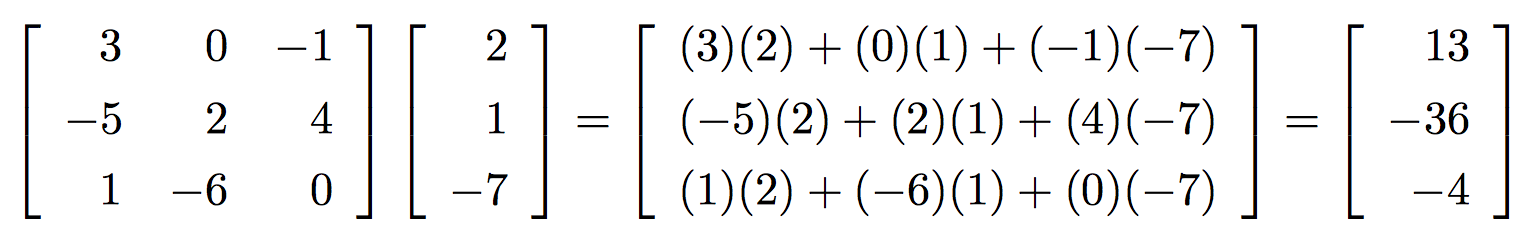 [ 3 0 −1 ] [ 2 ] [ (3)(2) + (0)(1) + (−1)(−7) ] [ 13 ]
[ −5 2 4 ] [ 1 ] = [ (−5)(2) + (2)(1) + (4)(−7) ] = [ −36 ]
[ 1 −6 0 ] [ −7 ] [ (1)(2) + (−6)(1) + (0)(−7) ] [ −4 ]